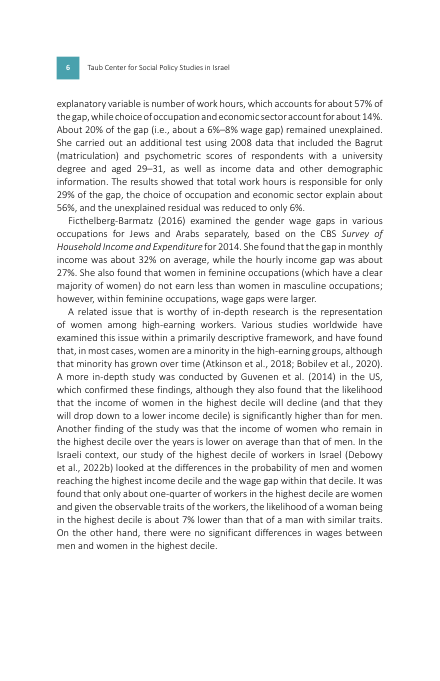 6
Taub Center for Social Policy Studies in Israel
explanatory variable is number of work hours, which accounts for about 57% of
the gap, while choice of occupation and economic sector account for about 14%.
About 20% of the gap (i.e., about a 6%–8% wage gap) remained unexplained.
She carried out an additional test using 2008 data that included the Bagrut
(matriculation) and psychometric scores of respondents with a university
degree and aged 29–31, as well as income data and other demographic
information. The results showed that total work hours is responsible for only
29% of the gap, the choice of occupation and economic sector explain about
56%, and the unexplained residual was reduced to only 6%.
Ficthelberg-Barmatz (2016) examined the gender wage gaps in various
occupations for Jews and Arabs separately, based on the CBS Survey of
Household Income and Expenditure for 2014. She found that the gap in monthly
income was about 32% on average, while the hourly income gap was about
27%. She also found that women in feminine occupations (which have a clear
majority of women) do not earn less than women in masculine occupations;
however, within feminine occupations, wage gaps were larger.
A related issue that is worthy of in-depth research is the representation
of women among high-earning workers. Various studies worldwide have
examined this issue within a primarily descriptive framework, and have found
that, in most cases, women are a minority in the high-earning groups, although
that minority has grown over time (Atkinson et al., 2018; Bobilev et al., 2020).
A more in-depth study was conducted by Guvenen et al. (2014) in the US,
which confirmed these findings, although they also found that the likelihood
that the income of women in the highest decile will decline (and that they
will drop down to a lower income decile) is significantly higher than for men.
Another finding of the study was that the income of women who remain in
the highest decile over the years is lower on average than that of men. In the
Israeli context, our study of the highest decile of workers in Israel (Debowy
et al., 2022b) looked at the differences in the probability of men and women
reaching the highest income decile and the wage gap within that decile. It was
found that only about one-quarter of workers in the highest decile are women
and given the observable traits of the workers, the likelihood of a woman being
in the highest decile is about 7% lower than that of a man with similar traits.
On the other hand, there were no significant differences in wages between
men and women in the highest decile.